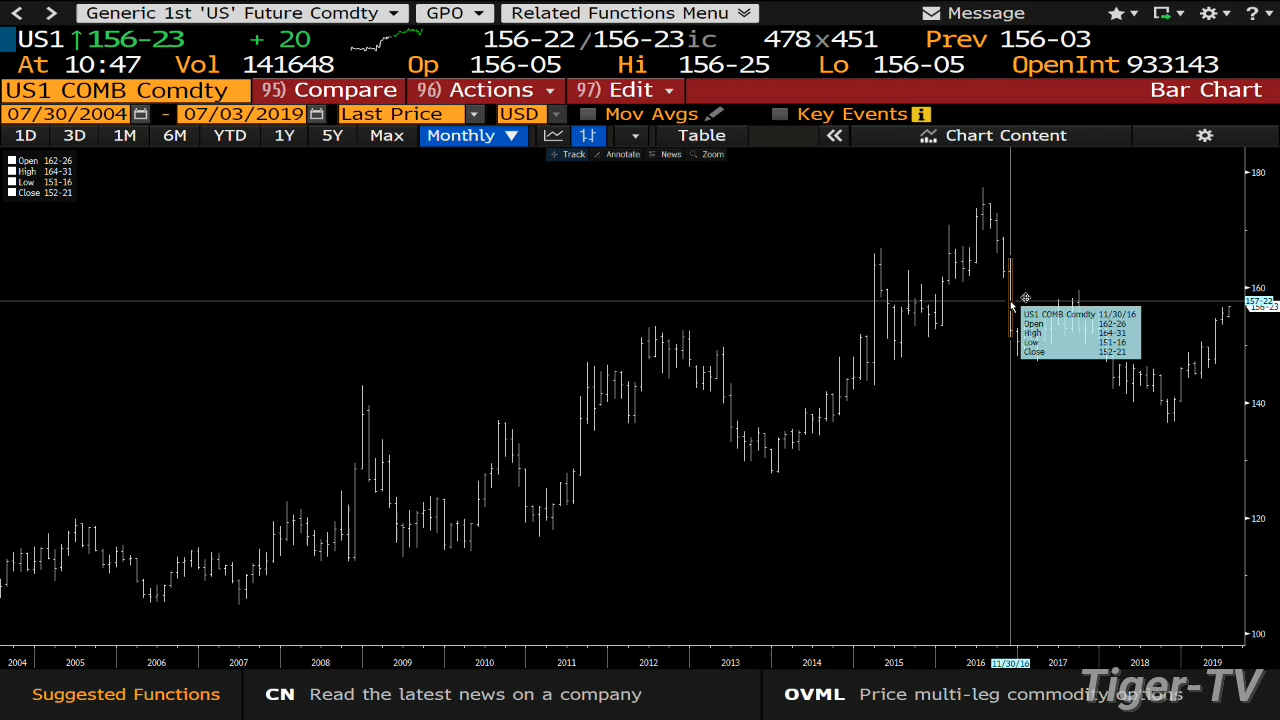 Generic 1st 'US' Future Comdty GPO Related Functions Menu Message ?
US1 ↑156-23 + 20 156-22/156-23ic 478x451 Prev 156-03
At 10:47 Vol 141648 Op 156-05 Hi 156-25 Lo 156-05 OpenInt 933143
US1 COMB Comdty 95) Compare 96) Actions 97) Edit Bar Chart
07/30/2004 - 07/03/2019 Last Price USD Mov Avgs Key Events i
1D 3D 1M 6M YTD 1Y 5Y Max Monthly ▼ Table « Chart Content
Track Annotate News Zoom
Open 162-26
High 164-31
Low 151-16
Close 152-21
180
160
157-22
156-23
US1 COMB Comdty 11/30/16
Open 162-26
High 164-31
Low 151-16
Close 152-21
140
120
100
2004 2005 2006 2007 2008 2009 2010 2011 2012 2013 2014 2015 2016 11/30/16 2017 2018 2019
Suggested Functions CN Read the latest news on a company OVML Price multi-leg commodity options
Tiger-TV